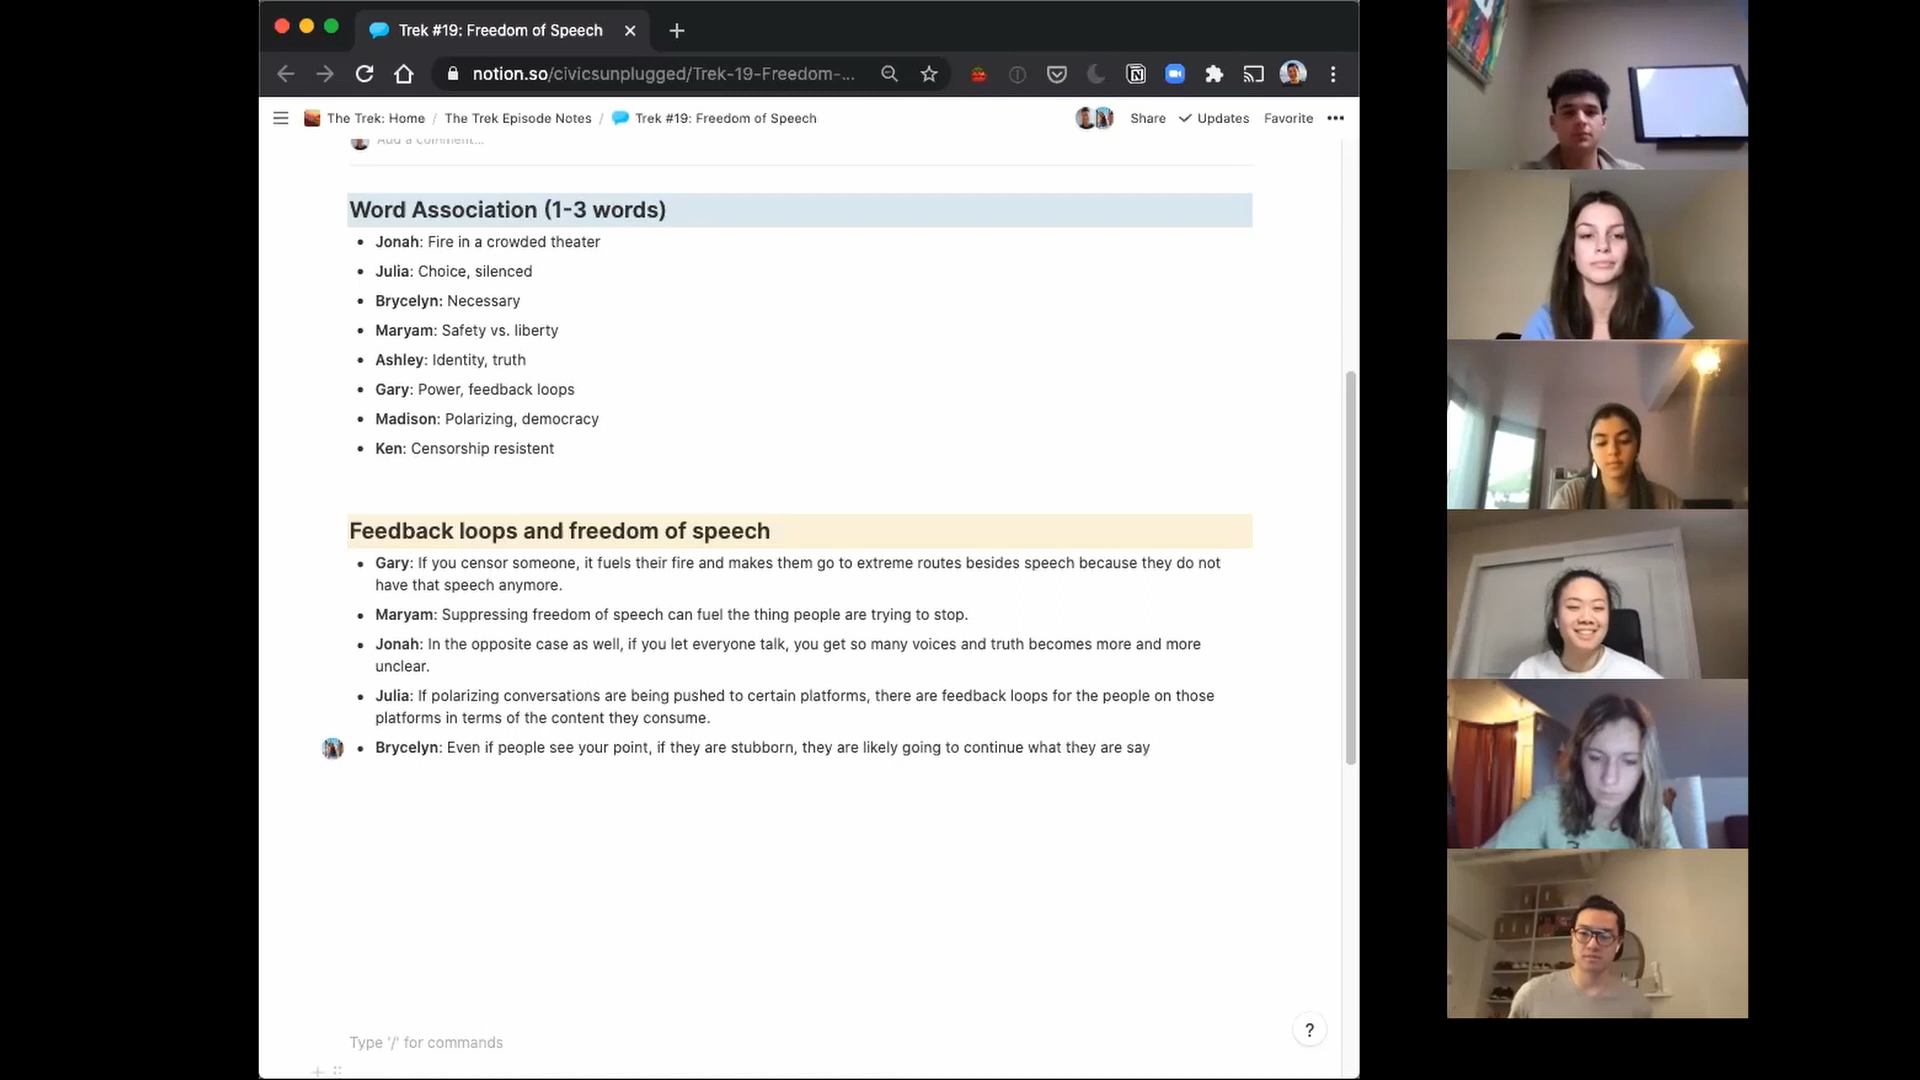 Trek #19: Freedom of Speech
notion.so/civicsunplugged/Trek-19-Freedom-...
The Trek: Home / The Trek Episode Notes / Trek #19: Freedom of Speech
Share Updates Favorite
Add a comment...
Word Association (1-3 words)
Jonah: Fire in a crowded theater
Julia: Choice, silenced
Brycelyn: Necessary
Maryam: Safety vs. liberty
Ashley: Identity, truth
Gary: Power, feedback loops
Madison: Polarizing, democracy
Ken: Censorship resistent
Feedback loops and freedom of speech
Gary: If you censor someone, it fuels their fire and makes them go to extreme routes besides speech because they do not
have that speech anymore.
Maryam: Suppressing freedom of speech can fuel the thing people are trying to stop.
Jonah: In the opposite case as well, if you let everyone talk, you get so many voices and truth becomes more and more
unclear.
Julia: If polarizing conversations are being pushed to certain platforms, there are feedback loops for the people on those
platforms in terms of the content they consume.
Brycelyn: Even if people see your point, if they are stubborn, they are likely going to continue what they are say
?
Type '/' for commands